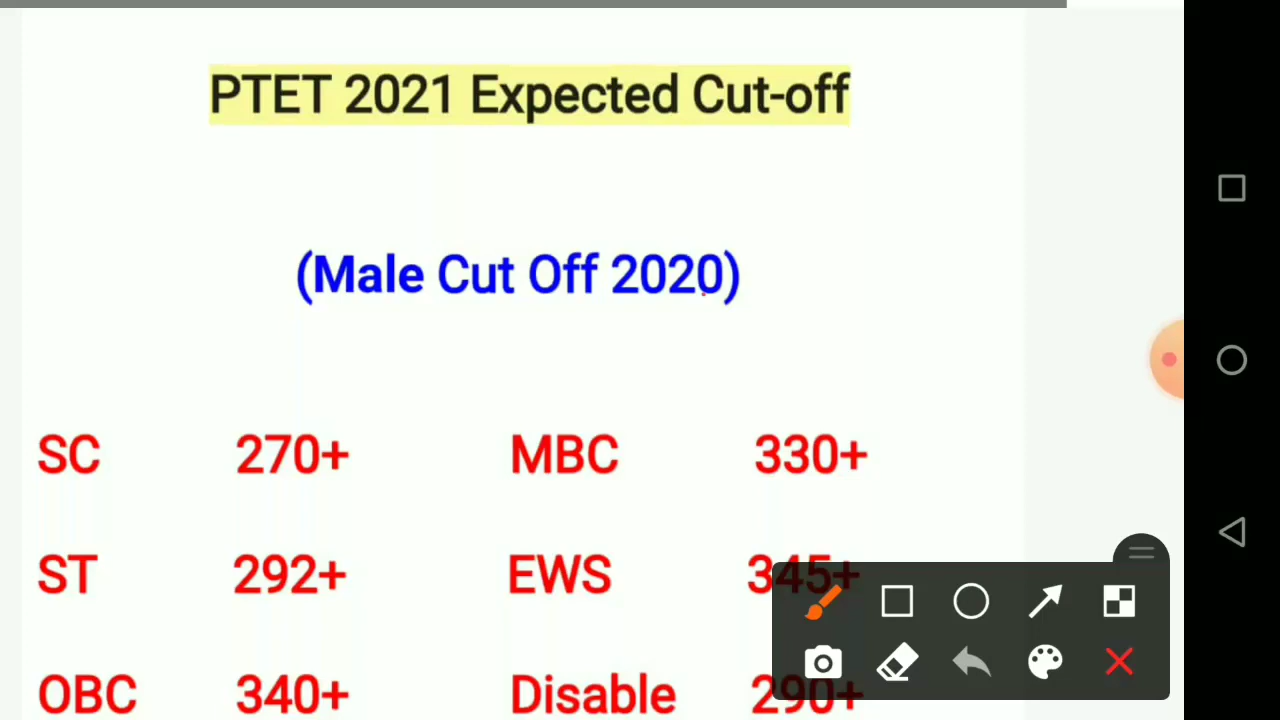 PTET 2021 Expected Cut-off
(Male Cut Off 2020)
SC 270+ MBC 330+
ST 292+ EWS 345+
OBC 340+ Disable 290+